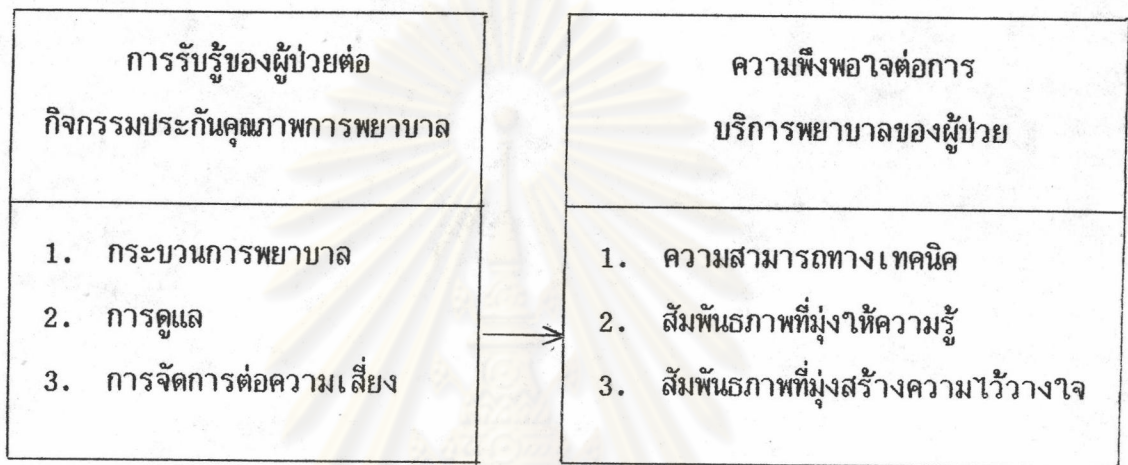 การรับรู้ของผู้ป่วยต่อ
กิจกรรมประกันคุณภาพการพยาบาล
1. กระบวนการพยาบาล
2. การดูแล
3. การจัดการต่อความเสี่ยง
ความพึงพอใจต่อการ
บริการพยาบาลของผู้ป่วย
1. ความสามารถทางเทคนิค
2. สัมพันธภาพที่มุ่งให้ความรู้
3. สัมพันธภาพที่มุ่งสร้างความไว้วางใจ